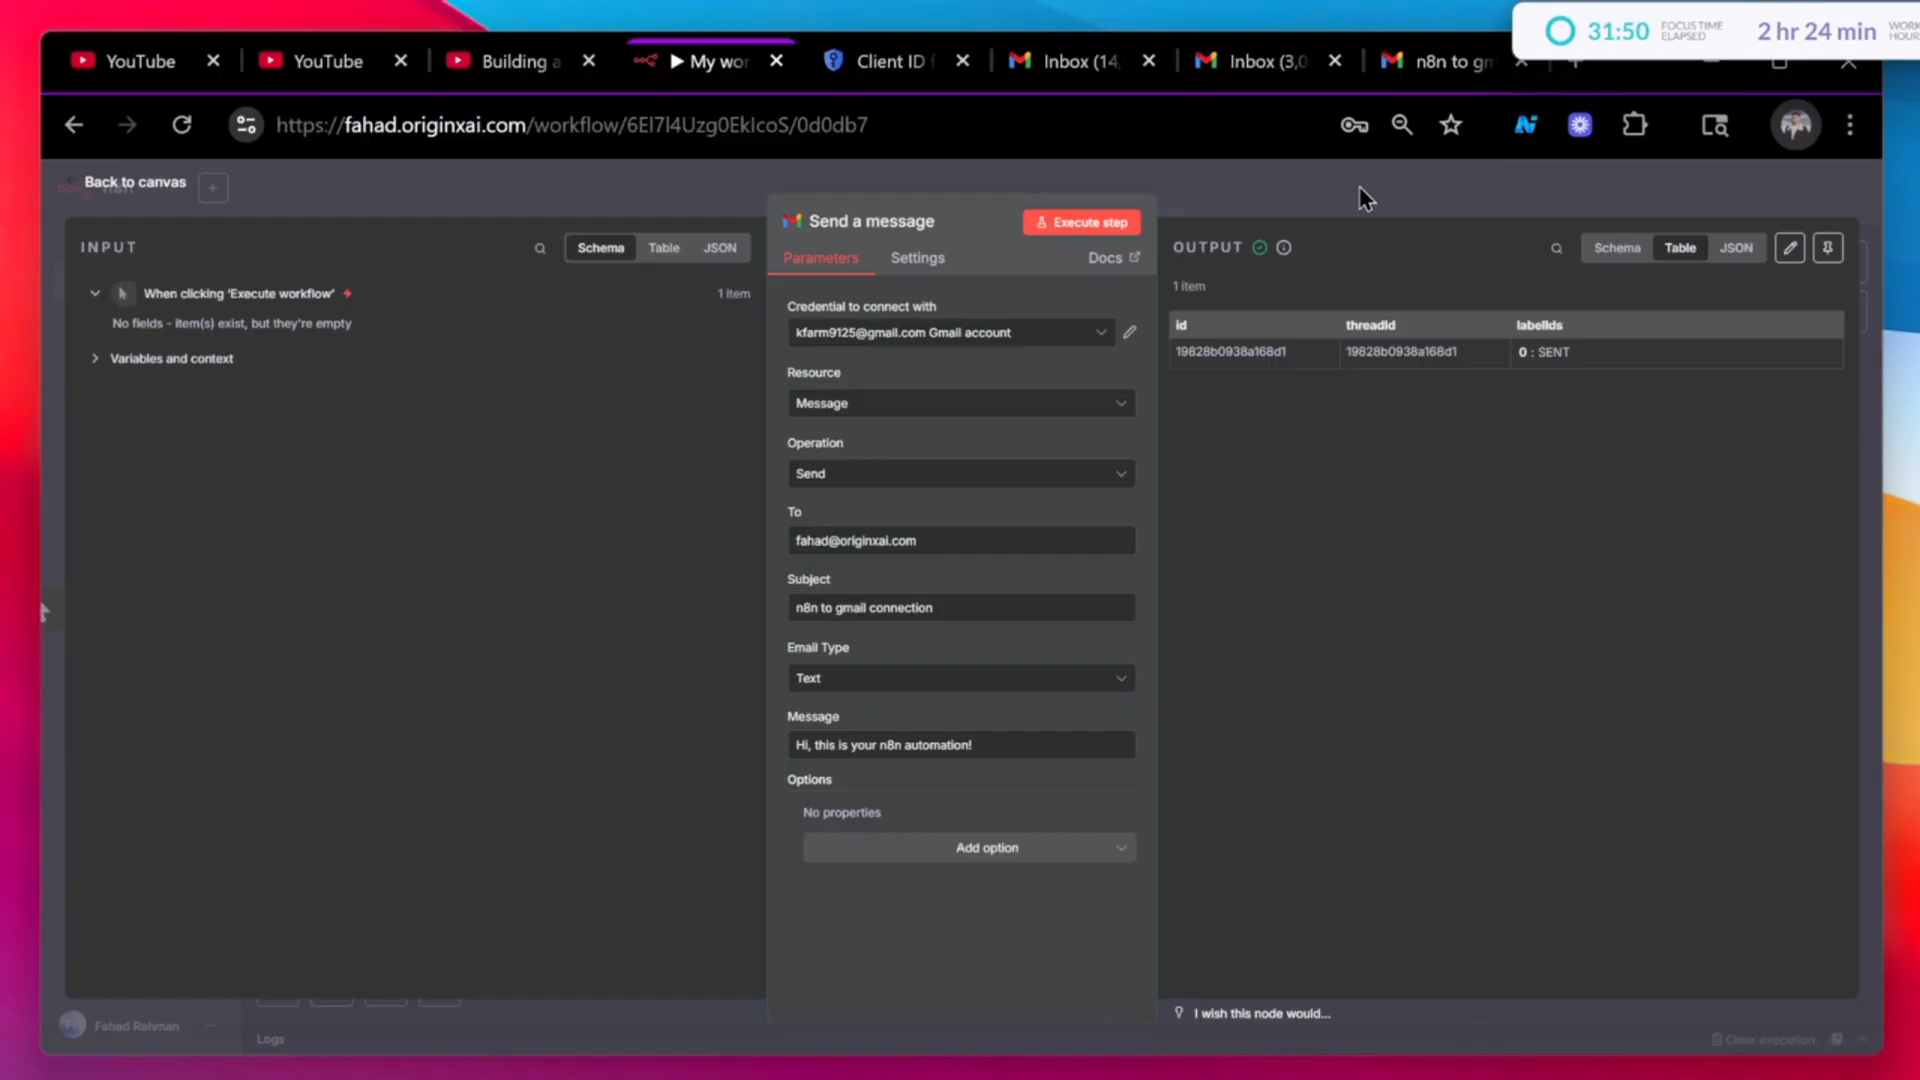 31:50 FOCUS TIME ELAPSED 2 hr 24 min WORK HOURS
YouTube
YouTube
Building a
▶ My wor
Client ID f
Inbox (14,
Inbox (3,0
n8n to gm
https://fahad.originxai.com/workflow/6El7l4Uzg0EklcoS/0d0db7
Back to canvas
INPUT
Schema
Table
JSON
When clicking ‘Execute workflow’
1 item
No fields - item(s) exist, but they're empty
Variables and context
Send a message
Execute step
Parameters
Settings
Docs
Credential to connect with
kfarm9125@gmail.com Gmail account
Resource
Message
Operation
Send
To
fahad@originxai.com
Subject
n8n to gmail connection
Email Type
Text
Message
Hi, this is your n8n automation!
Options
No properties
Add option
OUTPUT
Schema
Table
JSON
1 item
id threadId labelIds
19828b0938a168d1 19828b0938a168d1 0 : SENT
I wish this node would...
Fahad Rahman
Logs
Clear execution